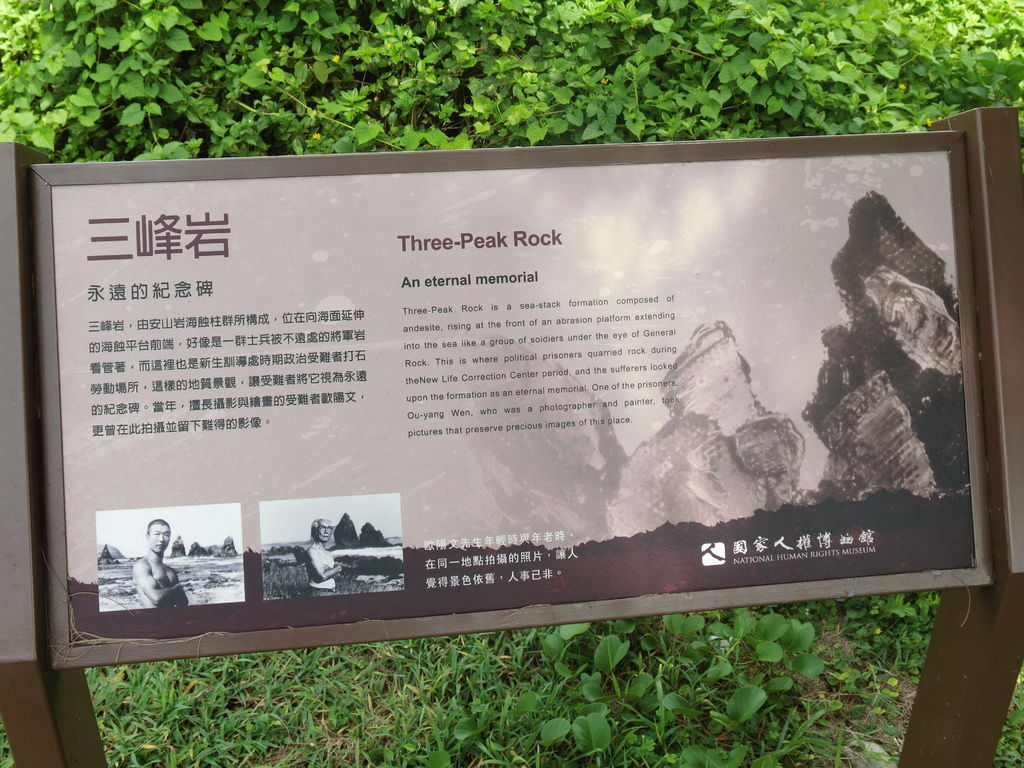 三峰岩
永遠的紀念碑
三峰岩，由安山岩海蝕柱群所構成，位在向海面延伸
的海蝕平台前端，好像是一群士兵被不遠處的將軍岩
看管著，而這裡也是新生訓導處時期政治受難者打石
勞動場所，這樣的地質景觀，讓受難者將它視為永遠
的紀念碑。當年，擅長攝影與繪畫的受難者歐陽文，
更曾在此拍攝並留下難得的影像。
Three-Peak Rock
An eternal memorial
Three-Peak Rock is a sea-stack formation composed of
andesite, rising at the front of an abrasion platform extending
into the sea like a group of soldiers under the eye of General
Rock. This is where political prisoners quarried rock during
theNew Life Correction Center period, and the sufferers looked
upon the formation as an eternal memorial. One of the prisoners,
Ou-yang Wen, who was a photographer and painter, took
pictures that preserve precious images of this place.
歐陽文先生年輕時與年老時，
在同一地點拍攝的照片，讓人
覺得景色依舊，人事已非。
國家人權博物館
NATIONAL HUMAN RIGHTS MUSEUM